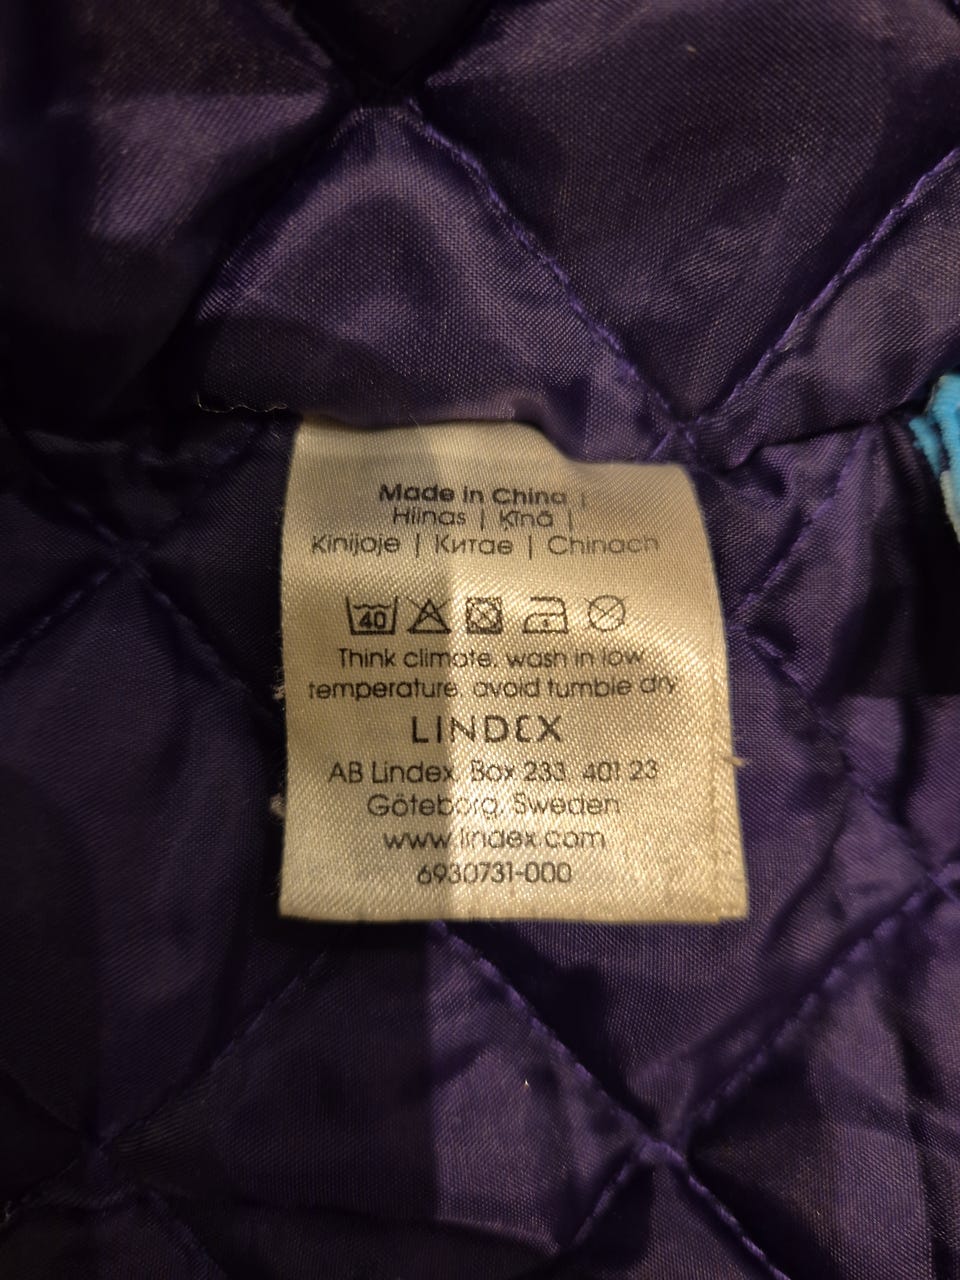 Made in China |
Hiinas | Ķīnā |
Kinijoje | Китае | Chinach
40
Think climate, wash in low
temperature, avoid tumble dry
LINDEX
AB Lindex, Box 233, 401 23
Göteborg, Sweden
www.lindex.com
6930731-000